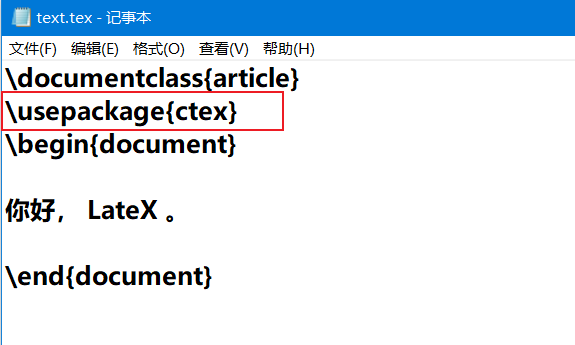 text.tex - 记事本
文件(F) 编辑(E) 格式(O) 查看(V) 帮助(H)
\documentclass{article}
\usepackage{ctex}
\begin{document}
你好， LateX 。
\end{document}